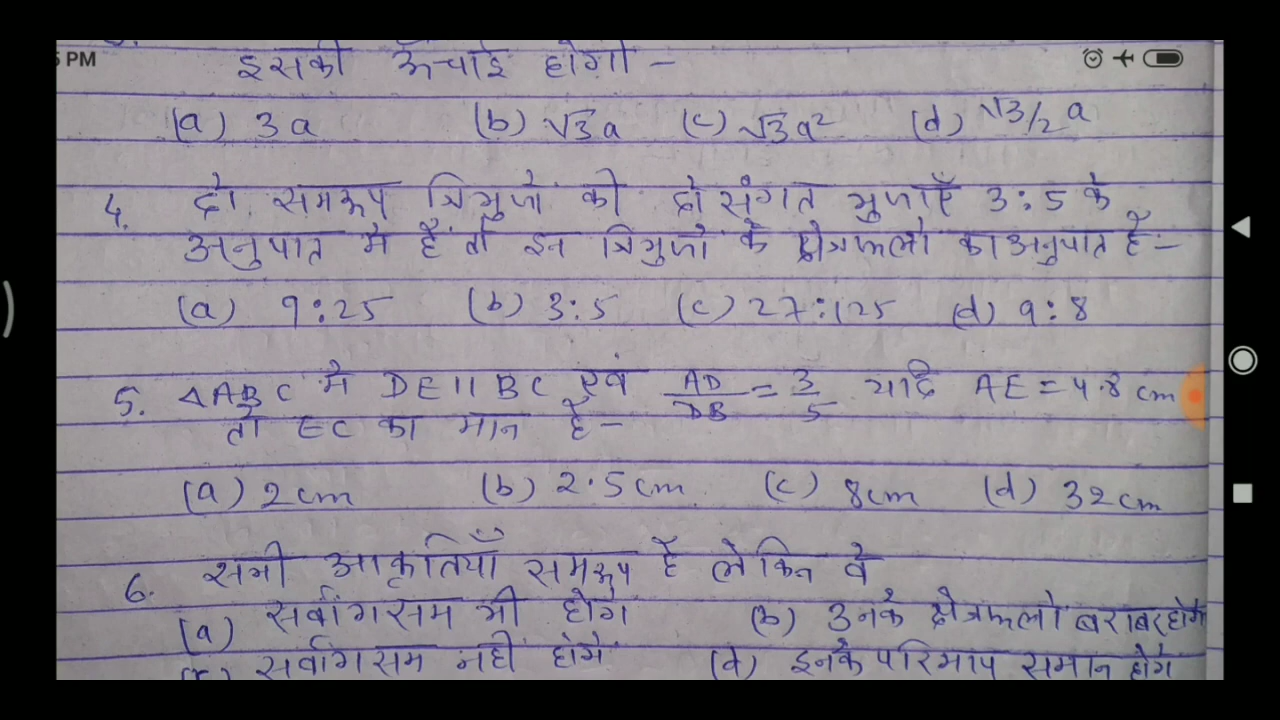 5 PM
इसकी ऊँचाई होगी –
(a) 3a (b) √3a (c) √3a² (d) √3/2 a
4. दो समरूप त्रिभुजो की दो संगत भुजाएँ 3:5 के
अनुपात मे है तो इन त्रिभुजो के क्षेत्रफलो का अनुपात है:–
(a) 9:25 (b) 3:5 (c) 27:125 (d) 9:8
5. △ABC मे DE||BC एवं AD/DB = 3/5 यादि AE = 4.8 cm
तो EC का मान है –
(a) 2cm (b) 2.5cm (c) 8cm (d) 32cm
6. सभी आकृतियाँ समरूप है लेकिन वे
(a) सर्वांगसम भी होगे (b) उनके क्षेत्रफलो बराबर होगे
(c) सर्वांगसम नही होगे (d) इनके परिमाप समान होगे